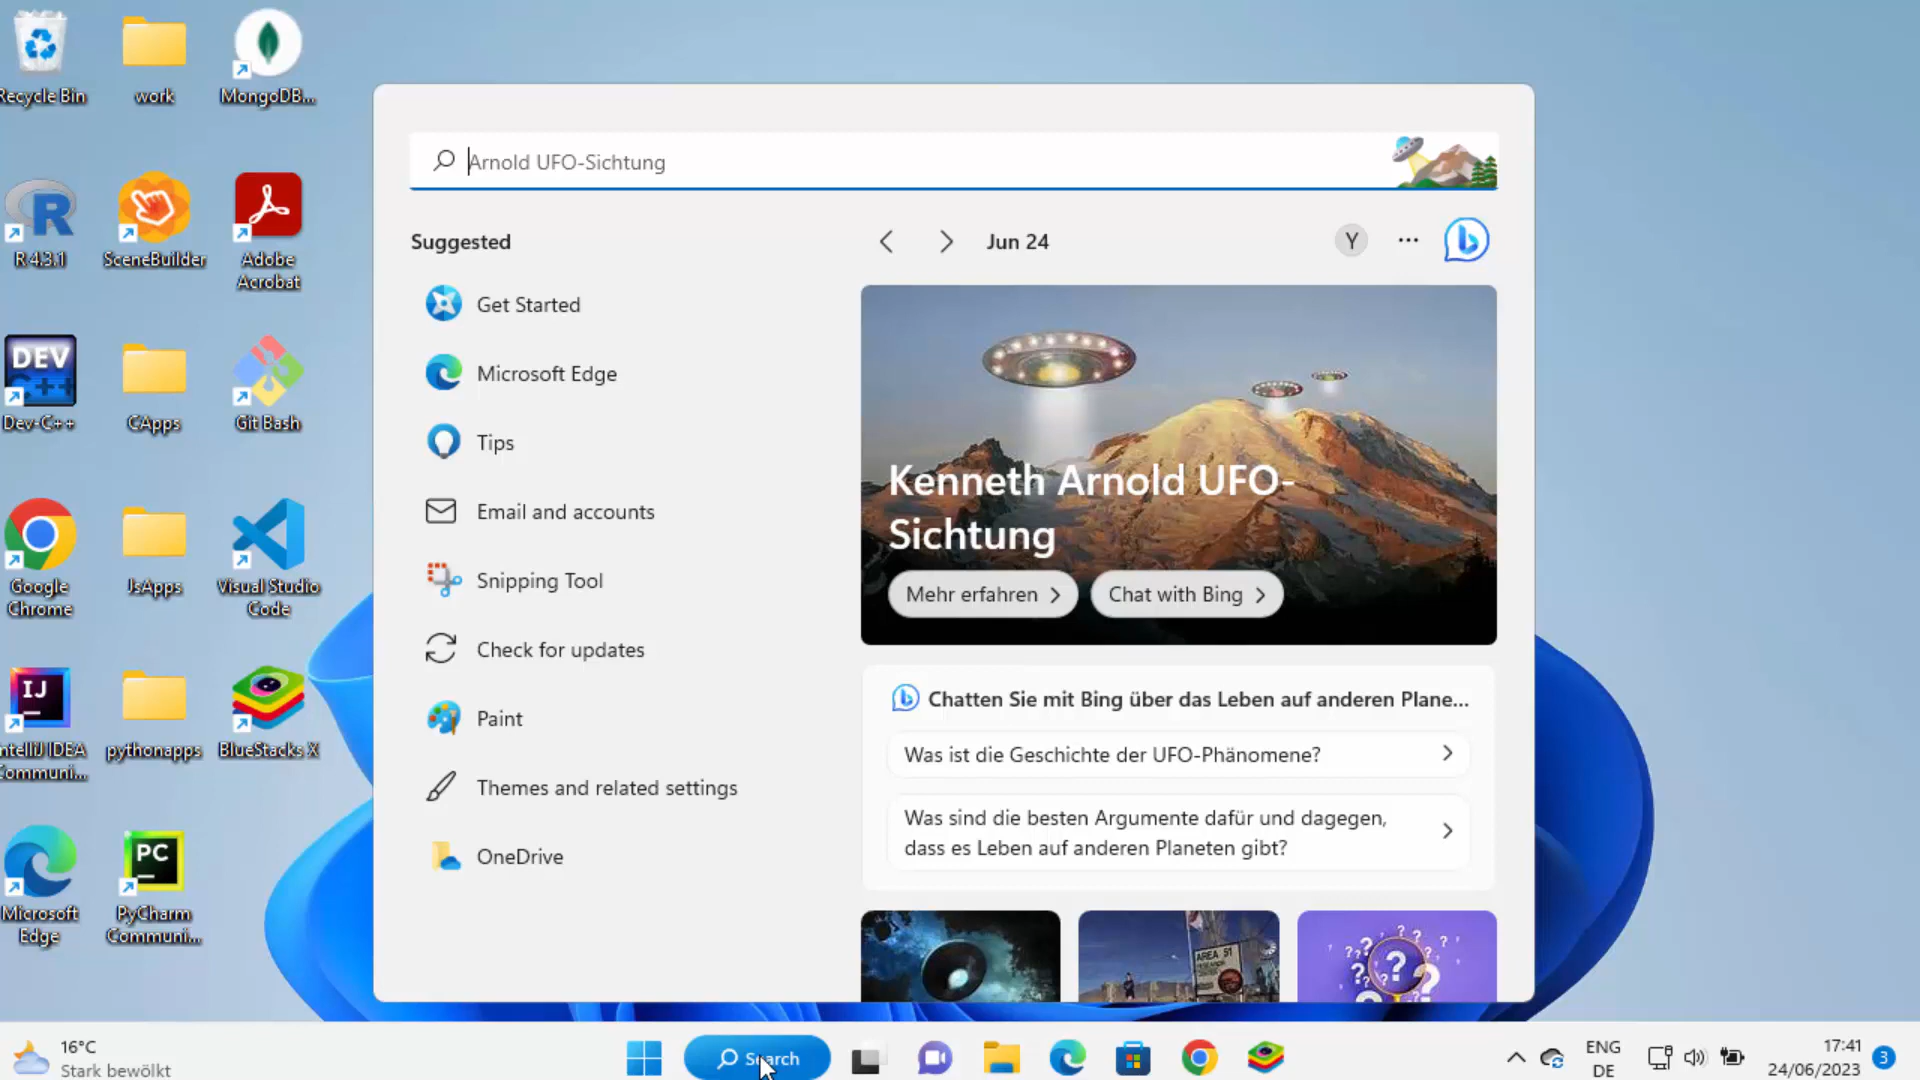 Recycle Bin
work
MongoDB...
R 4.3.1
SceneBuilder
Adobe
Acrobat
DEV
C++
Dev-C++
CApps
Git Bash
Google
Chrome
JsApps
Visual Studio
Code
IJ
IntelliJ IDEA
Communi...
pythonapps
BlueStacks X
Microsoft
Edge
PC
PyCharm
Communi...
Arnold UFO-Sichtung
Suggested
Get Started
Microsoft Edge
Tips
Email and accounts
Snipping Tool
Check for updates
Paint
Themes and related settings
OneDrive
Jun 24
Y
Kenneth Arnold UFO-
Sichtung
Mehr erfahren
Chat with Bing
Chatten Sie mit Bing über das Leben auf anderen Plane...
Was ist die Geschichte der UFO-Phänomene?
Was sind die besten Argumente dafür und dagegen,
dass es Leben auf anderen Planeten gibt?
AREA 51
16°C
Stark bewölkt
Search
ENG
DE
17:41
24/06/2023
3